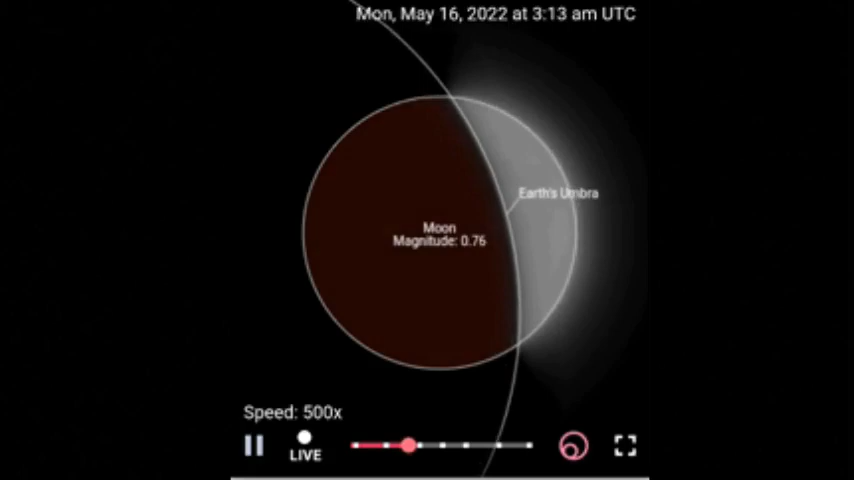 Mon, May 16, 2022 at 3:13 am UTC
Earth's Umbra
Moon
Magnitude: 0.76
Speed: 500x
LIVE